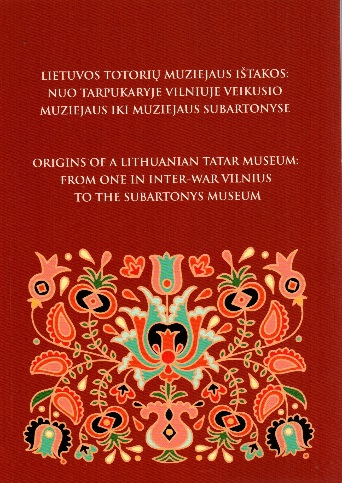 LIETUVOS TOTORIŲ MUZIEJAUS IŠTAKOS:
NUO TARPUKARYJE VILNIUJE VEIKUSIO
MUZIEJAUS IKI MUZIEJAUS SUBARTONYSE
ORIGINS OF A LITHUANIAN TATAR MUSEUM:
FROM ONE IN INTER-WAR VILNIUS
TO THE SUBARTONYS MUSEUM